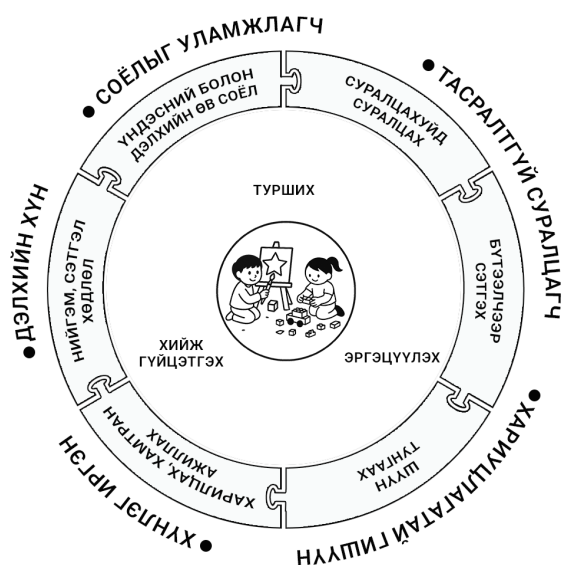 СОЁЛЫГ УЛАМЖЛАГЧ
ТАСРАЛТГҮЙ СУРАЛЦАГЧ
ХАРИУЦЛАГАТАЙ ГИШҮҮН
ХҮНЛЭГ ИРГЭН
ДЭЛХИЙН ХҮН
ҮНДЭСНИЙ БОЛОН
ДЭЛХИЙН ӨВ СОЁЛ
СУРАЛЦАХУЙД
СУРАЛЦАХ
БҮТЭЭЛЧЭЭР
СЭТГЭХ
ШҮҮН
ТУНГААХ
ХАРИЛЦАХ, ХАМТРАН
АЖИЛЛАХ
НИЙГЭМ, СЭТГЭЛ
ХӨДЛӨЛ
ТУРШИХ
ХИЙЖ
ГҮЙЦЭТГЭХ
ЭРГЭЦҮҮЛЭХ